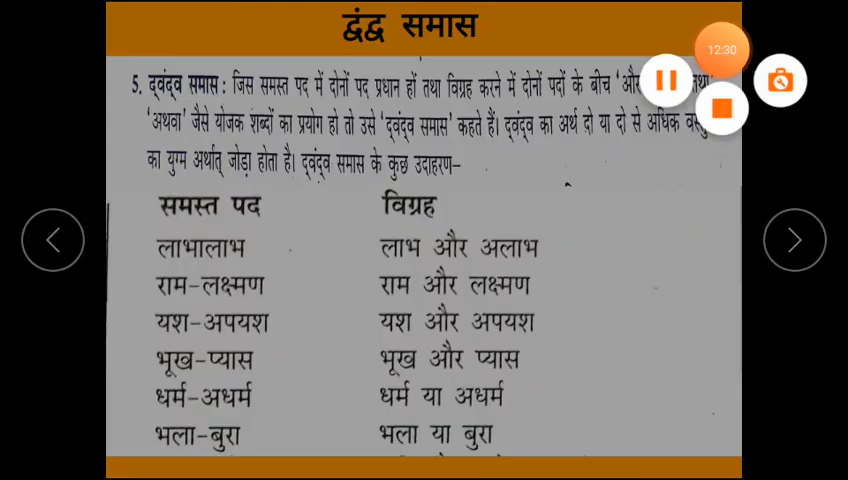 द्वंद्व समास
12:30
5. द्वंद्व समास : जिस समस्त पद में दोनों पद प्रधान हों तथा विग्रह करने में दोनों पदों के बीच 'और तथा'
'अथवा' जैसे योजक शब्दों का प्रयोग हो तो उसे 'द्वंद्व समास' कहते हैं। द्वंद्व का अर्थ दो या दो से अधिक
का युग्म अर्थात् जोड़ा होता है। द्वंद्व समास के कुछ उदाहरण–
समस्त पद विग्रह
लाभालाभ लाभ और अलाभ
राम-लक्ष्मण राम और लक्ष्मण
यश-अपयश यश और अपयश
भूख-प्यास भूख और प्यास
धर्म-अधर्म धर्म या अधर्म
भला-बुरा भला या बुरा